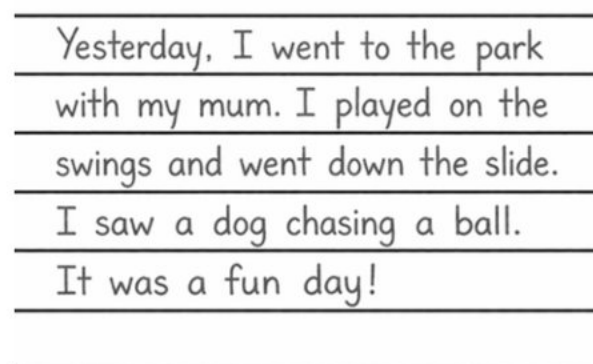 Yesterday, I went to the park
with my mum. I played on the
swings and went down the slide.
I saw a dog chasing a ball.
It was a fun day!